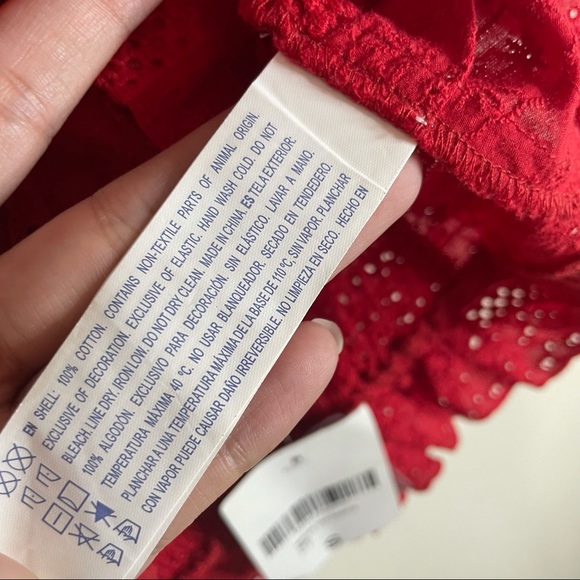 EN SHELL: 100% COTTON. CONTAINS NON-TEXTILE PARTS OF ANIMAL ORIGIN.
EXCLUSIVE OF DECORATION. EXCLUSIVE OF ELASTIC. HAND WASH COLD. DO NOT
BLEACH. LINE DRY. IRON LOW. DO NOT DRY CLEAN. MADE IN CHINA. ES TELA EXTERIOR:
100% ALGODÓN. EXCLUSIVO PARA DECORACIÓN. SIN ELÁSTICO. LAVAR A MANO.
TEMPERATURA MÁXIMA 40 °C. NO USAR BLANQUEADOR. SECADO EN TENDEDERO.
PLANCHAR A UNA TEMPERATURA MÁXIMA DE LA BASE DE 110 °C, SIN VAPOR. PLANCHAR
CON VAPOR PUEDE CAUSAR DAÑO IRREVERSIBLE. NO LIMPIEZA EN SECO. HECHO EN